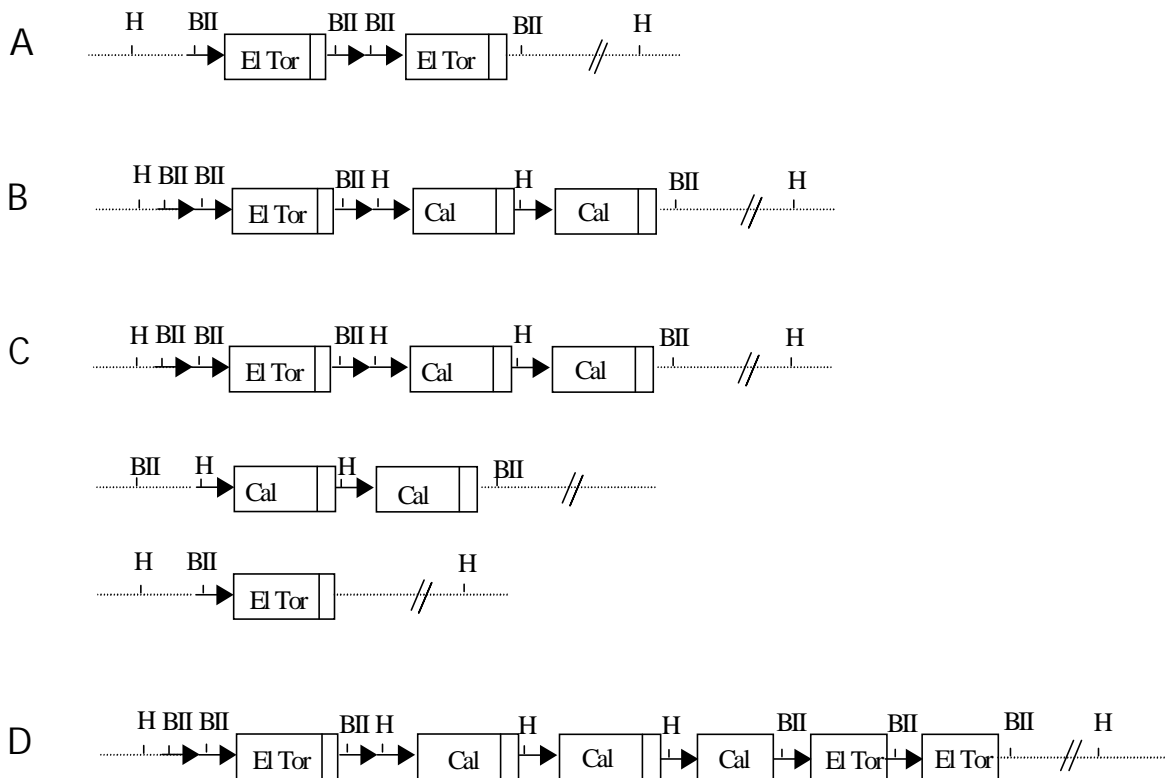 H BII BII BII BII H
A El Tor El Tor
H BII BII BII H H BII H
B El Tor Cal Cal
H BII BII BII H H BII H
C El Tor Cal Cal
BII H H BII
Cal Cal
H BII H
El Tor
H BII BII BII H H H BII BII BII H
D El Tor Cal Cal Cal El Tor El Tor